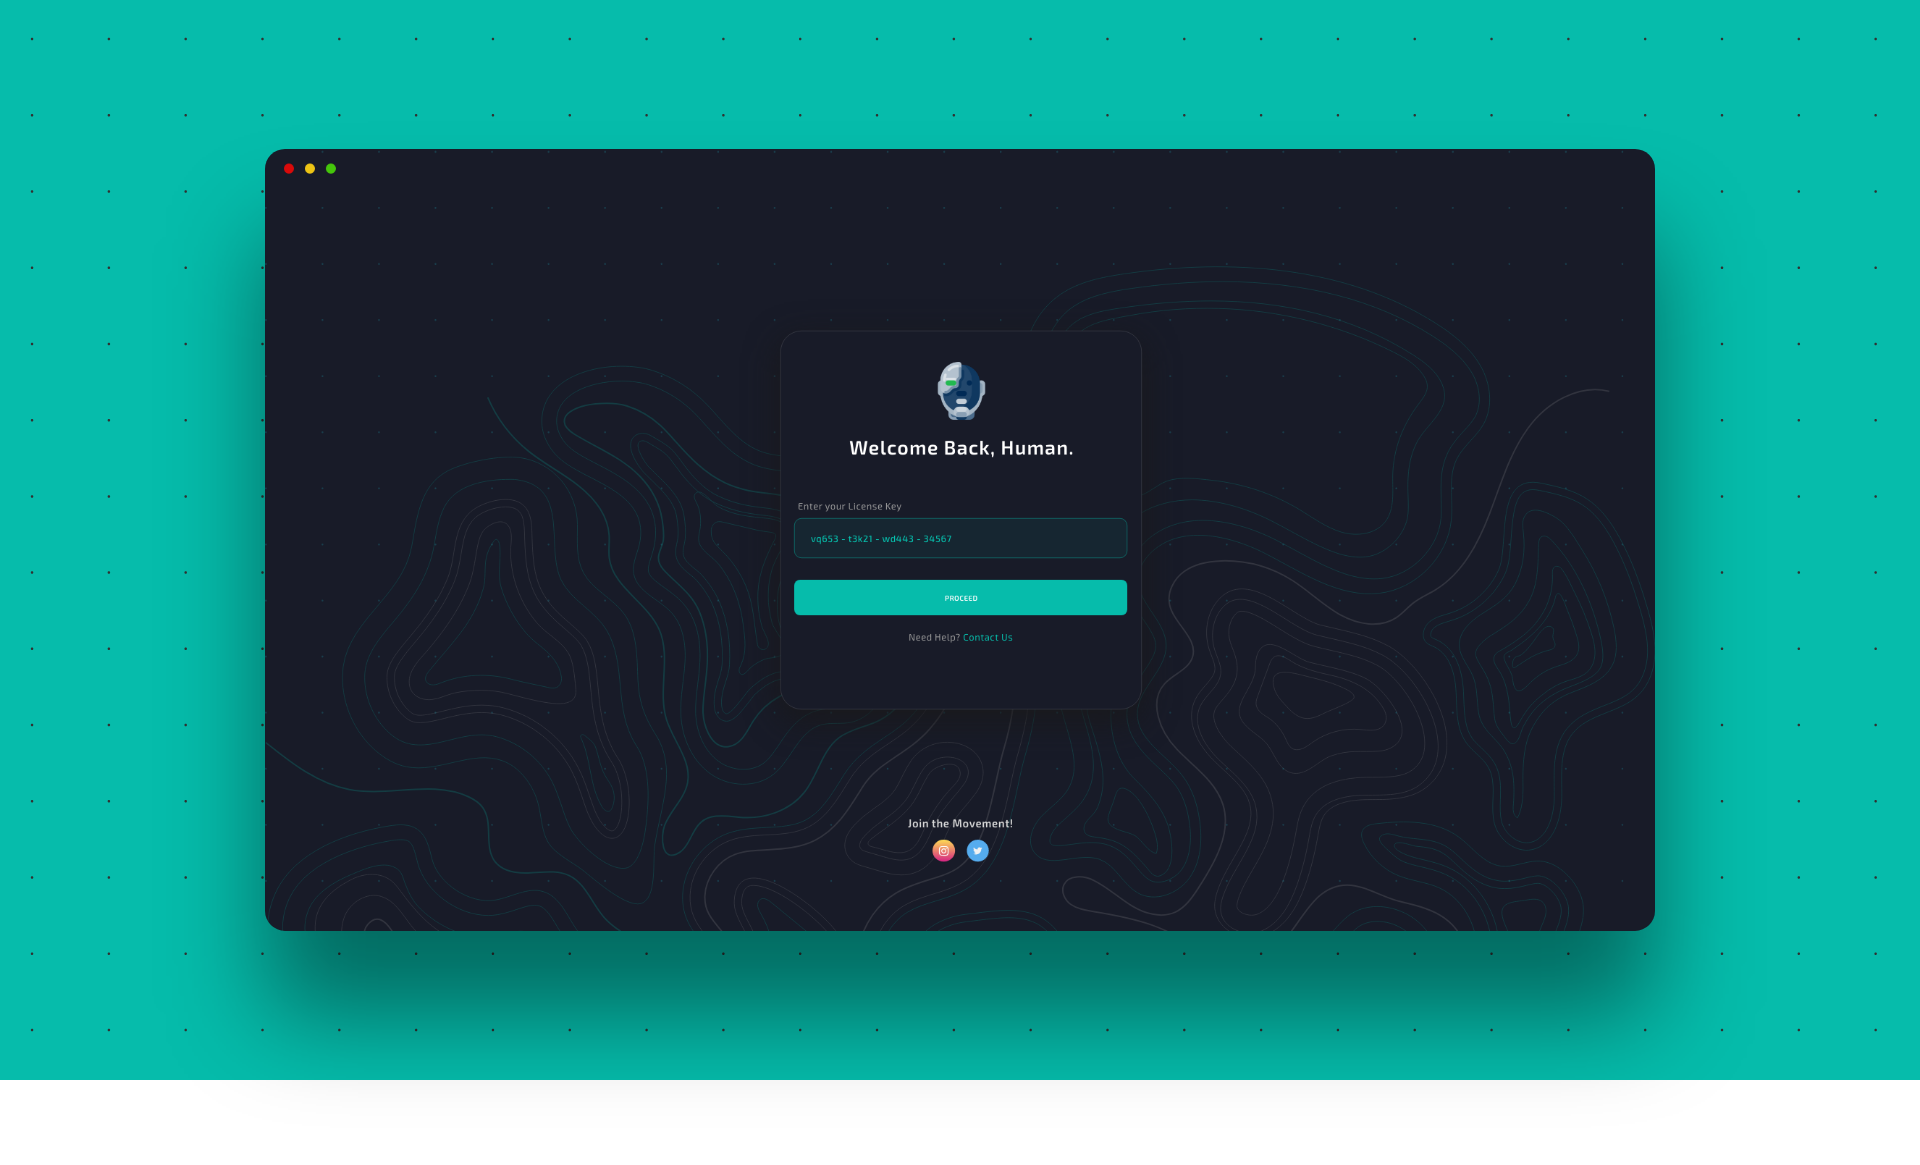 Welcome Back, Human.
Enter your License Key
vq653 - t3k21 - wd443 - 34567
PROCEED
Need Help? Contact Us
Join the Movement!